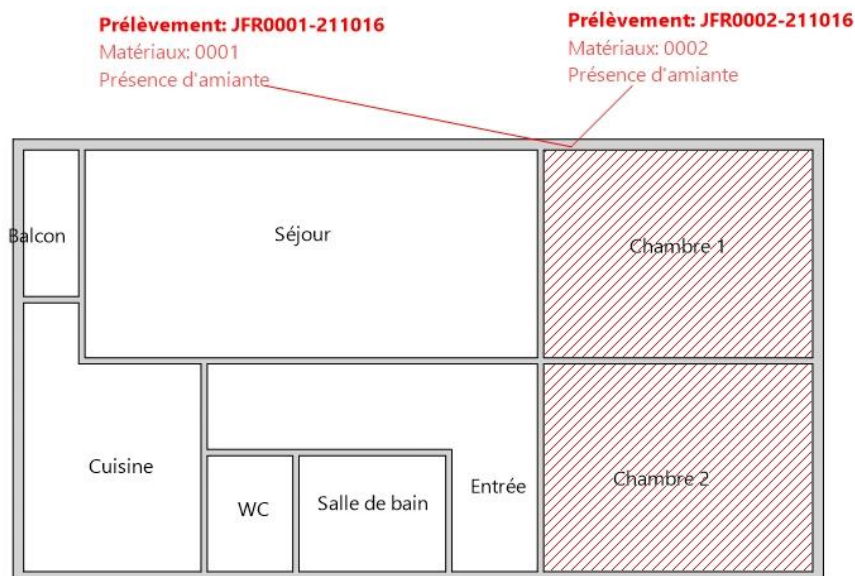 Prélèvement: JFR0001-211016
Matériaux: 0001
Présence d'amiante
Prélèvement: JFR0002-211016
Matériaux: 0002
Présence d'amiante
Balcon
Séjour
Chambre 1
Cuisine
WC
Salle de bain
Entrée
Chambre 2